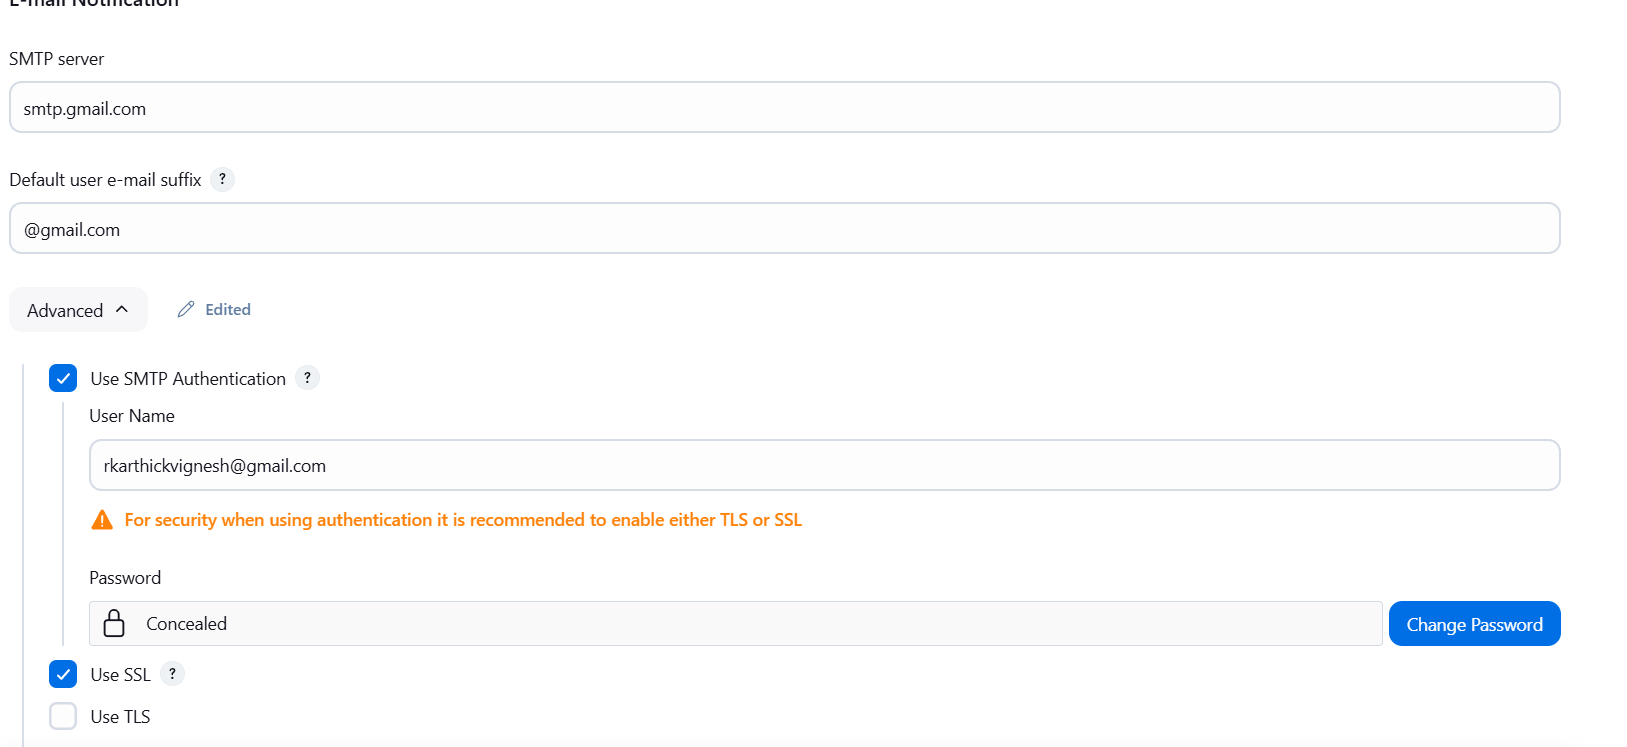 E-mail Notification
SMTP server
smtp.gmail.com
Default user e-mail suffix ?
@gmail.com
Advanced Edited
Use SMTP Authentication ?
User Name
rkarthickvignesh@gmail.com
For security when using authentication it is recommended to enable either TLS or SSL
Password
Concealed Change Password
Use SSL ?
Use TLS